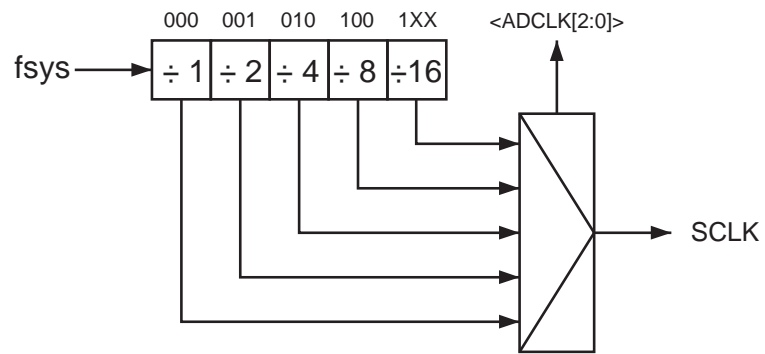 000 001 010 100 1XX
<ADCLK[2:0]>
fsys
÷ 1 ÷ 2 ÷ 4 ÷ 8 ÷16
SCLK